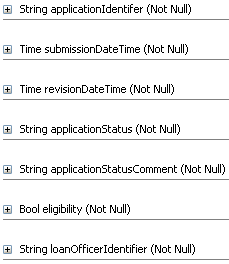 String applicationIdentifer (Not Null)
Time submissionDateTime (Not Null)
Time revisionDateTime (Not Null)
String applicationStatus (Not Null)
String applicationStatusComment (Not Null)
Bool eligibility (Not Null)
String loanOfficerIdentifier (Not Null)